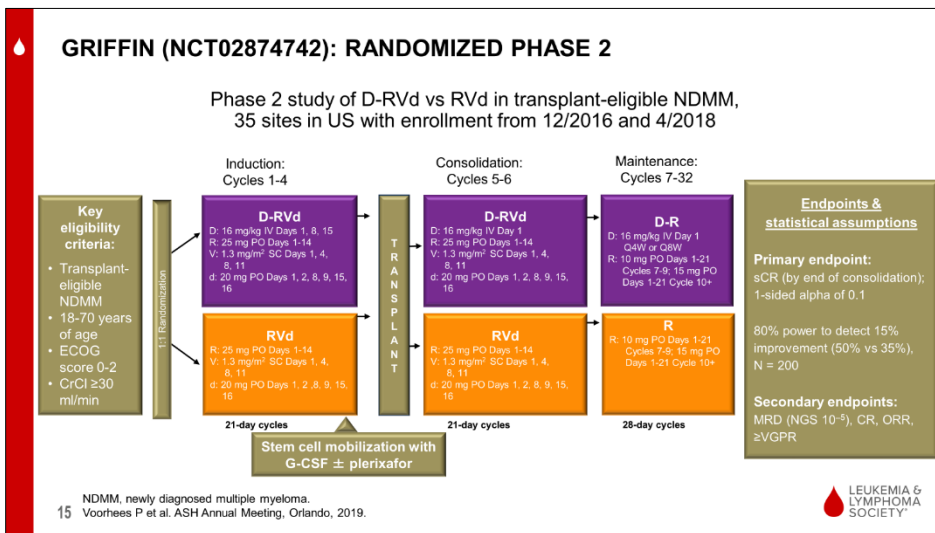 GRIFFIN (NCT02874742): RANDOMIZED PHASE 2
Phase 2 study of D-RVd vs RVd in transplant-eligible NDMM,
35 sites in US with enrollment from 12/2016 and 4/2018
Key
eligibility
criteria:
• Transplant-
eligible
NDMM
• 18-70 years
of age
• ECOG
score 0-2
• CrCl ≥30
ml/min
1:1 Randomization
Induction:
Cycles 1-4
D-RVd
D: 16 mg/kg IV Days 1, 8, 15
R: 25 mg PO Days 1-14
V: 1.3 mg/m² SC Days 1, 4,
8, 11
d: 20 mg PO Days 1, 2, 8, 9, 15,
16
RVd
R: 25 mg PO Days 1-14
V: 1.3 mg/m² SC Days 1, 4,
8, 11
d: 20 mg PO Days 1, 2 ,8, 9, 15,
16
21-day cycles
Stem cell mobilization with
G-CSF ± plerixafor
TRANSPLANT
Consolidation:
Cycles 5-6
D-RVd
D: 16 mg/kg IV Day 1
R: 25 mg PO Days 1-14
V: 1.3 mg/m² SC Days 1, 4,
8, 11
d: 20 mg PO Days 1, 2, 8, 9, 15,
16
RVd
R: 25 mg PO Days 1-14
V: 1.3 mg/m² SC Days 1, 4,
8, 11
d: 20 mg PO Days 1, 2, 8, 9, 15,
16
21-day cycles
Maintenance:
Cycles 7-32
D-R
D: 16 mg/kg IV Day 1
Q4W or Q8W
R: 10 mg PO Days 1-21
Cycles 7-9; 15 mg PO
Days 1-21 Cycle 10+
R
R: 10 mg PO Days 1-21
Cycles 7-9; 15 mg PO
Days 1-21 Cycle 10+
28-day cycles
Endpoints &
statistical assumptions
Primary endpoint:
sCR (by end of consolidation);
1-sided alpha of 0.1
80% power to detect 15%
improvement (50% vs 35%),
N = 200
Secondary endpoints:
MRD (NGS 10⁻⁵), CR, ORR,
≥VGPR
NDMM, newly diagnosed multiple myeloma.
Voorhees P et al. ASH Annual Meeting, Orlando, 2019.
15
LEUKEMIA &
LYMPHOMA
SOCIETY®